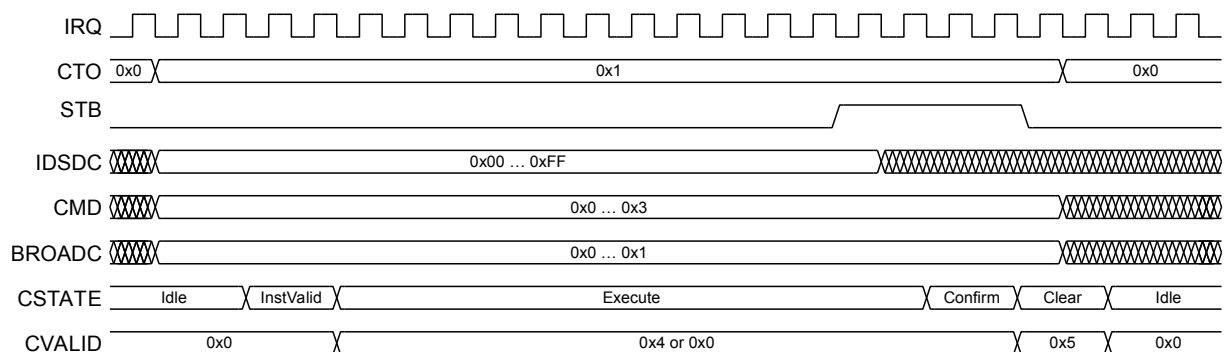 IRQ
CTO 0x0 0x1 0x0
STB
IDSDC 0x00 … 0xFF
CMD 0x0 … 0x3
BROADC 0x0 … 0x1
CSTATE Idle InstValid Execute Confirm Clear Idle
CVALID 0x0 0x4 or 0x0 0x5 0x0